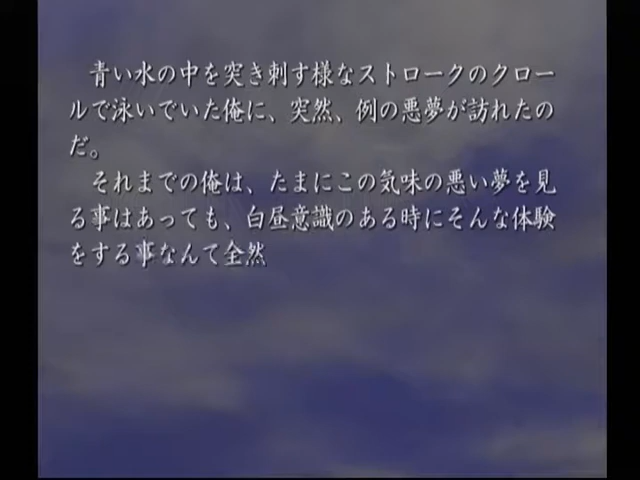 青い水の中を突き刺す様なストロークのクロー
ルで泳いでいた俺に、突然、例の悪夢が訪れたの
だ。
それまでの俺は、たまにこの気味の悪い夢を見
る事はあっても、白昼意識のある時にそんな体験
をする事なんて全然